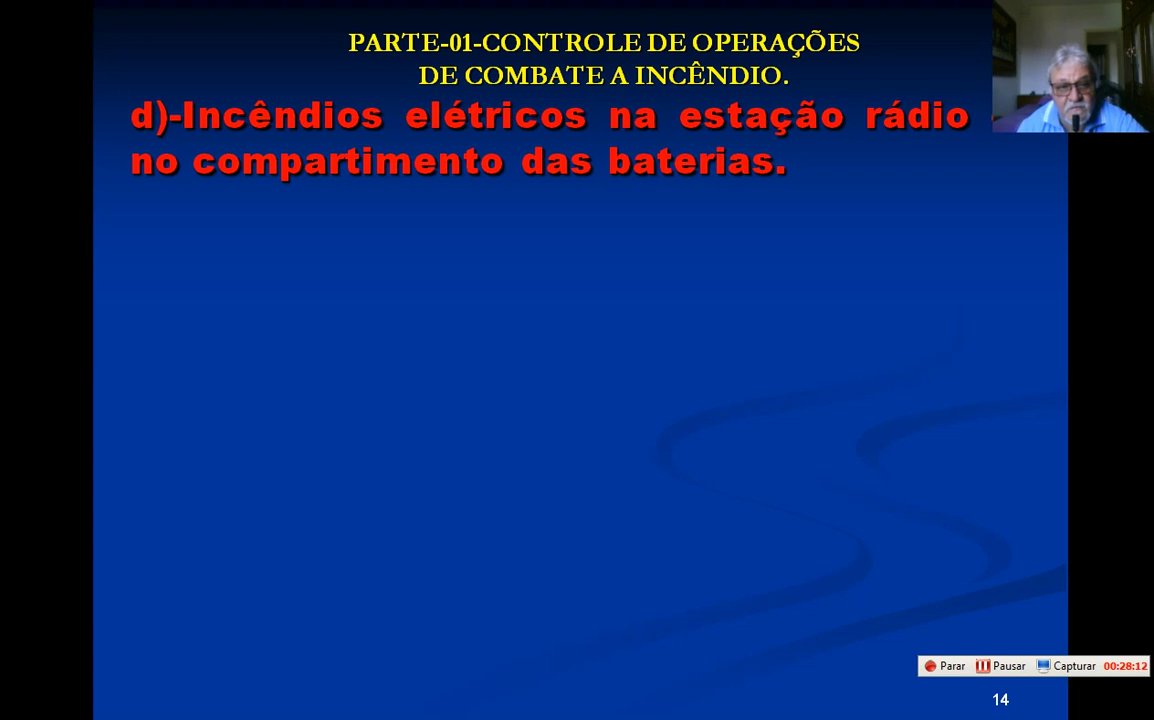 PARTE-01-CONTROLE DE OPERAÇÕES
DE COMBATE A INCÊNDIO.
d)-Incêndios elétricos na estação rádio
no compartimento das baterias.
Parar Pausar Capturar 00:28:12
14